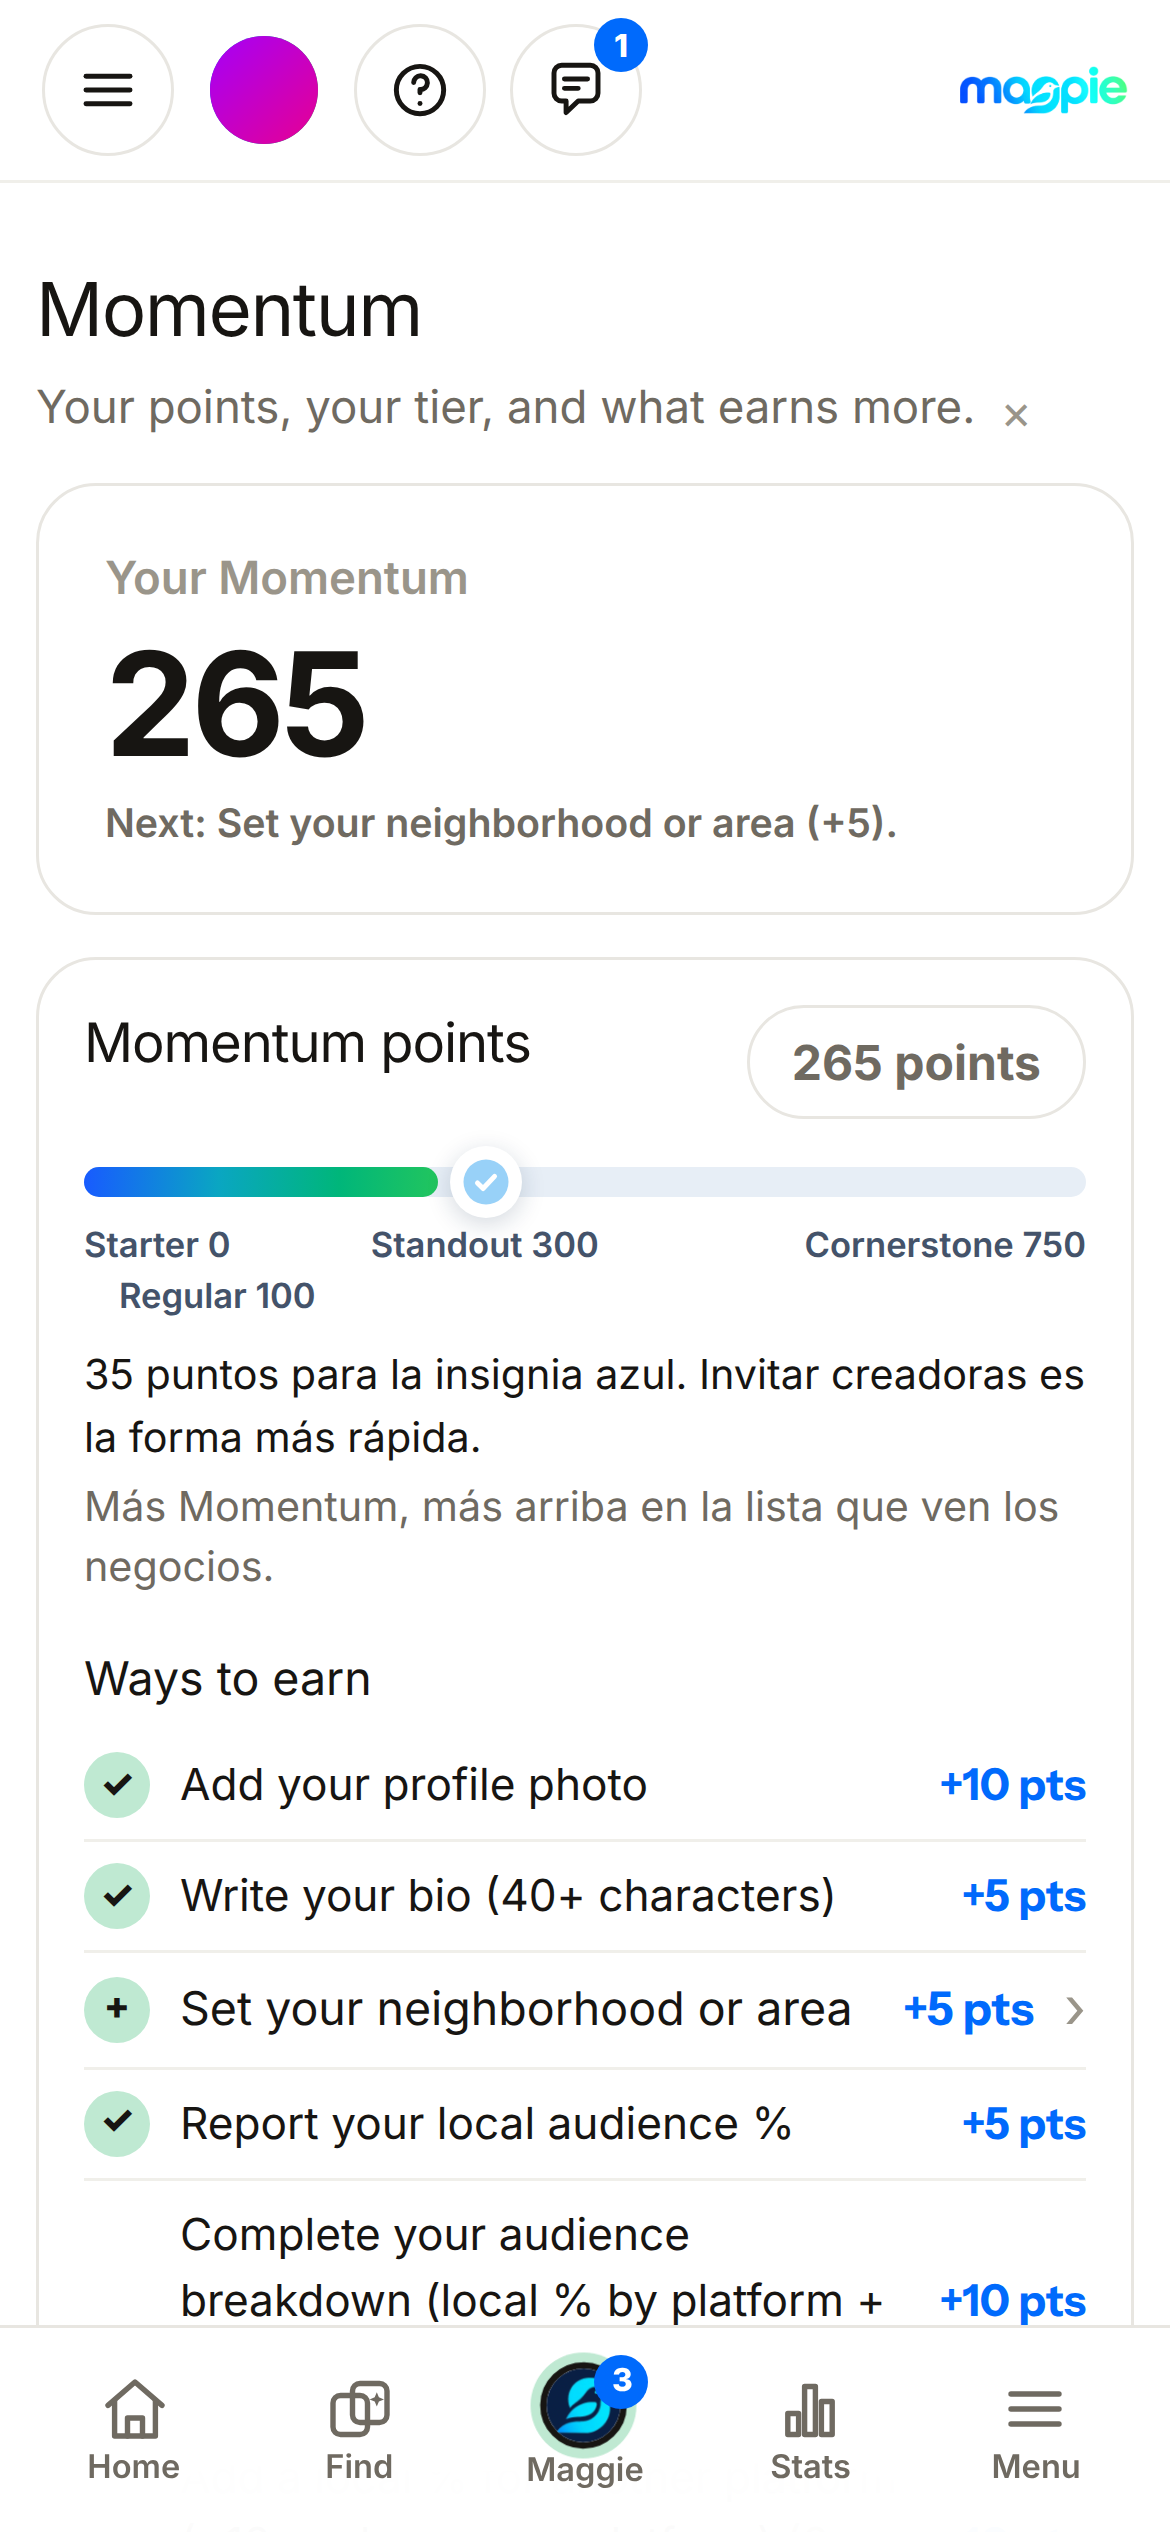 1
magpie
Momentum
Your points, your tier, and what earns more. ×
Your Momentum
265
Next: Set your neighborhood or area (+5).
Momentum points
265 points
Starter 0
Standout 300
Cornerstone 750
Regular 100
35 puntos para la insignia azul. Invitar creadoras es
la forma más rápida.
Más Momentum, más arriba en la lista que ven los
negocios.
Ways to earn
Add your profile photo +10 pts
Write your bio (40+ characters) +5 pts
Set your neighborhood or area +5 pts
Report your local audience % +5 pts
Complete your audience
breakdown (local % by platform + +10 pts
3
Home Find Maggie Stats Menu